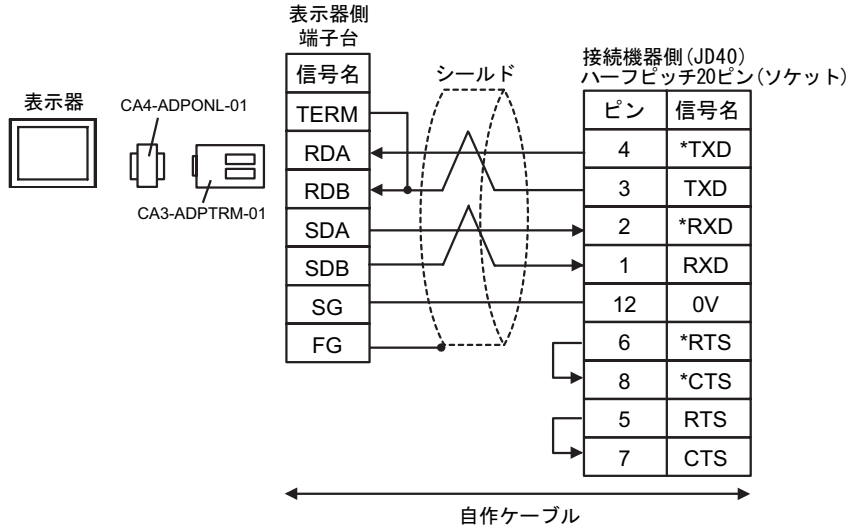 表示器
CA4-ADPONL-01
CA3-ADPTRM-01
表示器側
端子台
信号名
TERM
RDA
RDB
SDA
SDB
SG
FG
シールド
接続機器側(JD40)
ハーフピッチ20ピン(ソケット)
ピン 信号名
4 *TXD
3 TXD
2 *RXD
1 RXD
12 0V
6 *RTS
8 *CTS
5 RTS
7 CTS
自作ケーブル